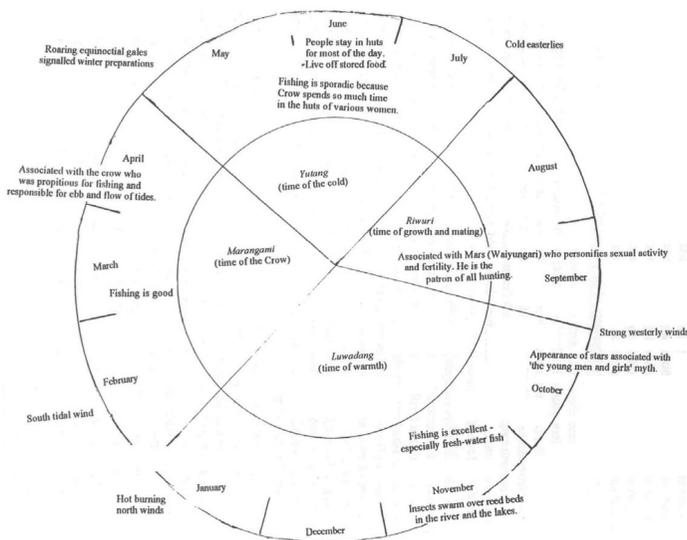 June
People stay in huts
for most of the day.
-Live off stored food.
Fishing is sporadic because
Crow spends so much time
in the huts of various women.
July
Cold easterlies
August
Yutang
(time of the cold)
Riwuri
(time of growth and mating)
Associated with Mars (Waiyungari) who personifies sexual activity
and fertility. He is the
patron of all hunting.
September
Strong westerly winds
Appearance of stars associated with
'the young men and girls' myth.
October
Luwadang
(time of warmth)
Fishing is excellent -
especially fresh-water fish
November
Insects swarm over reed beds
in the river and the lakes.
December
January
Hot burning
north winds
South tidal wind
February
March
Fishing is good
Marangami
(time of the Crow)
April
Associated with the crow who
was propitious for fishing and
responsible for ebb and flow of tides.
Roaring equinoctial gales
signalled winter preparations
May